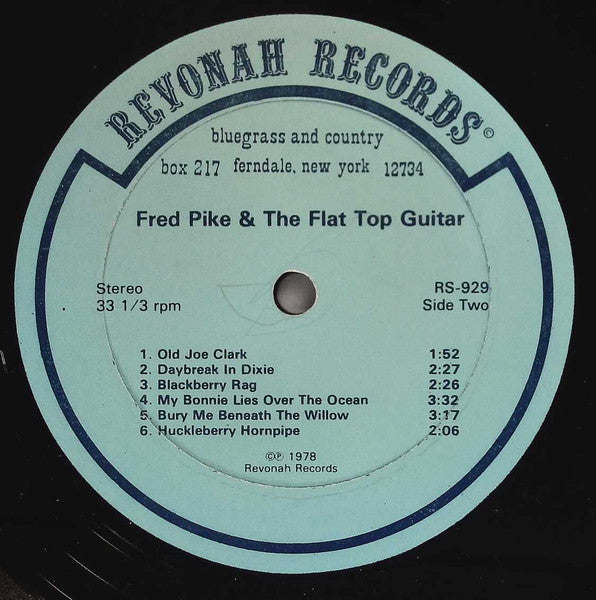 REVONAH RECORDS ©
bluegrass and country
box 217 ferndale, new york 12734
Fred Pike & The Flat Top Guitar
Stereo RS-929
33 1/3 rpm Side Two
1. Old Joe Clark 1:52
2. Daybreak In Dixie 2:27
3. Blackberry Rag 2:26
4. My Bonnie Lies Over The Ocean 3:32
5. Bury Me Beneath The Willow 3:17
6. Huckleberry Hornpipe 2:06
©℗ 1978
Revonah Records